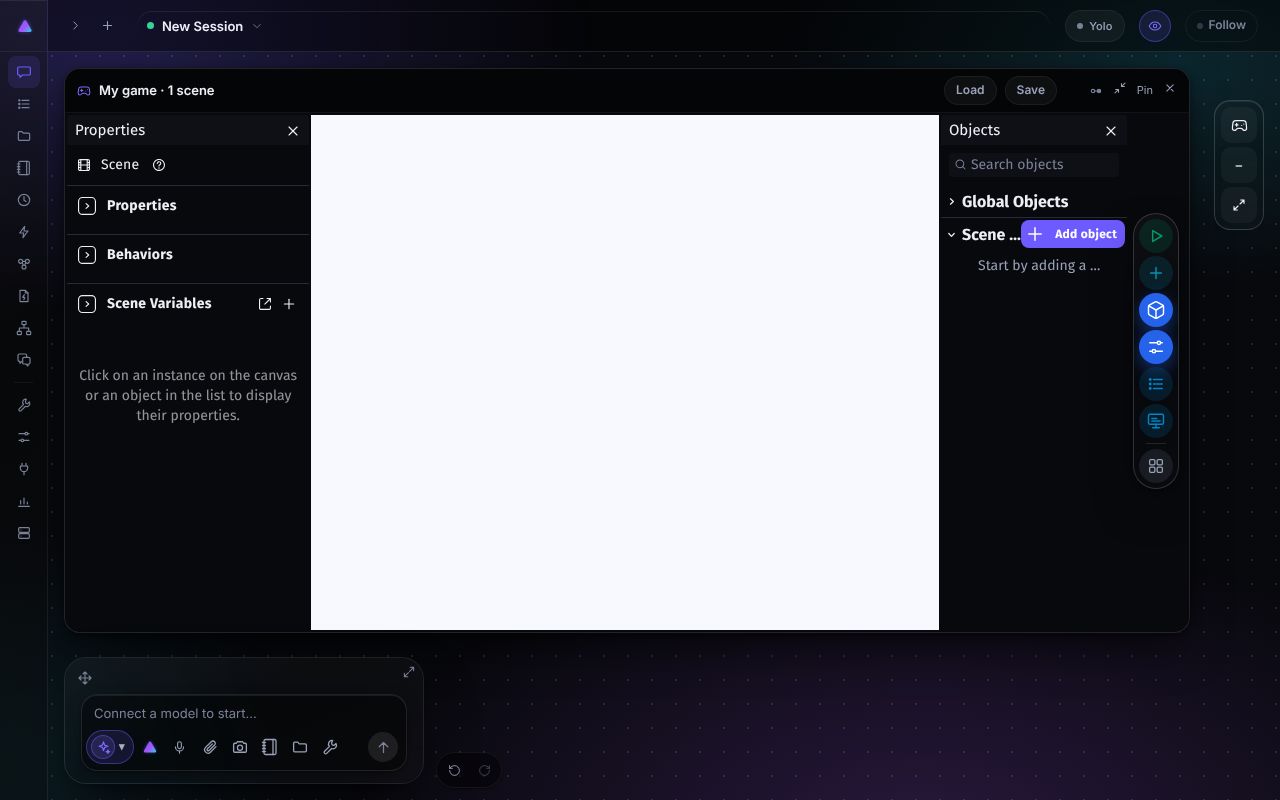 New Session
Yolo
Follow
My game · 1 scene
Load
Save
Pin
Properties
Scene
Properties
Behaviors
Scene Variables
Click on an instance on the canvas
or an object in the list to display
their properties.
Objects
Search objects
Global Objects
Scene ...
Add object
Start by adding a ...
Connect a model to start...